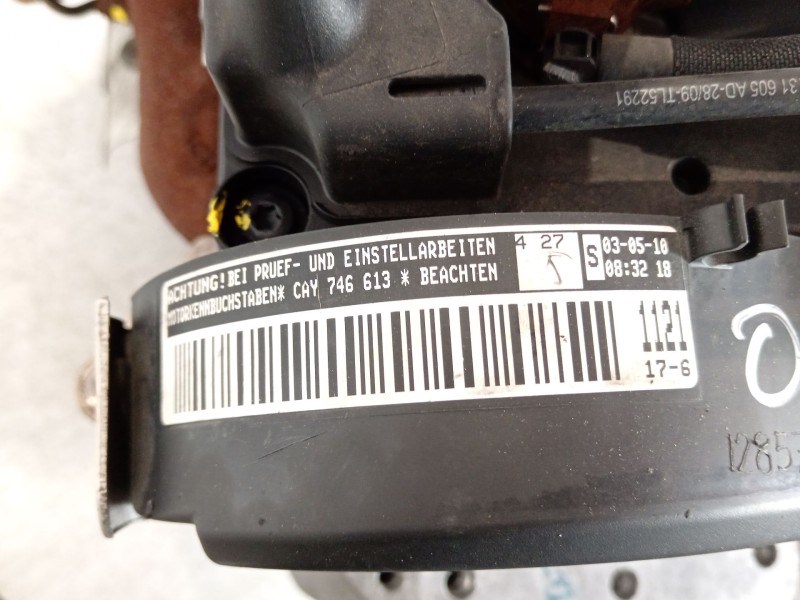 31 605 AD-28/09-TL52291
ACHTUNG! BEI PRUEF- UND EINSTELLARBEITEN
MOTORKENNBUCHSTABEN* CAY 746 613 * BEACHTEN
4 27
S
03-05-10
08:32 18
1121
17-6